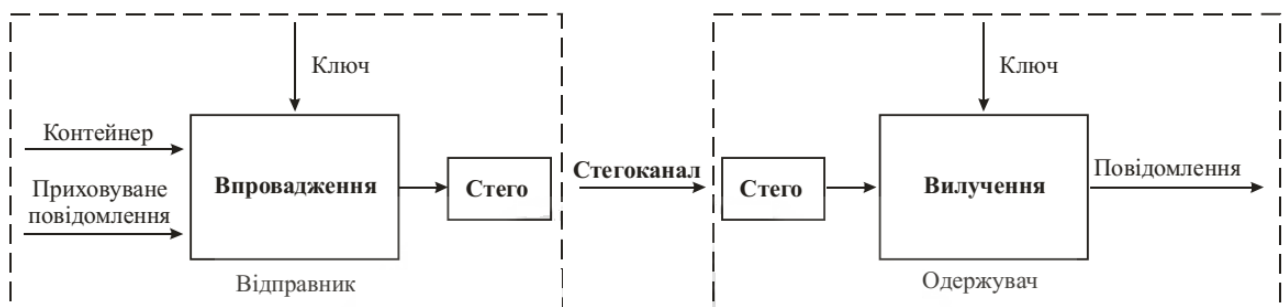 Ключ
Контейнер
Приховуване
повідомлення
Впровадження
Стего
Відправник
Стегоканал
Ключ
Стего
Вилучення
Повідомлення
Одержувач